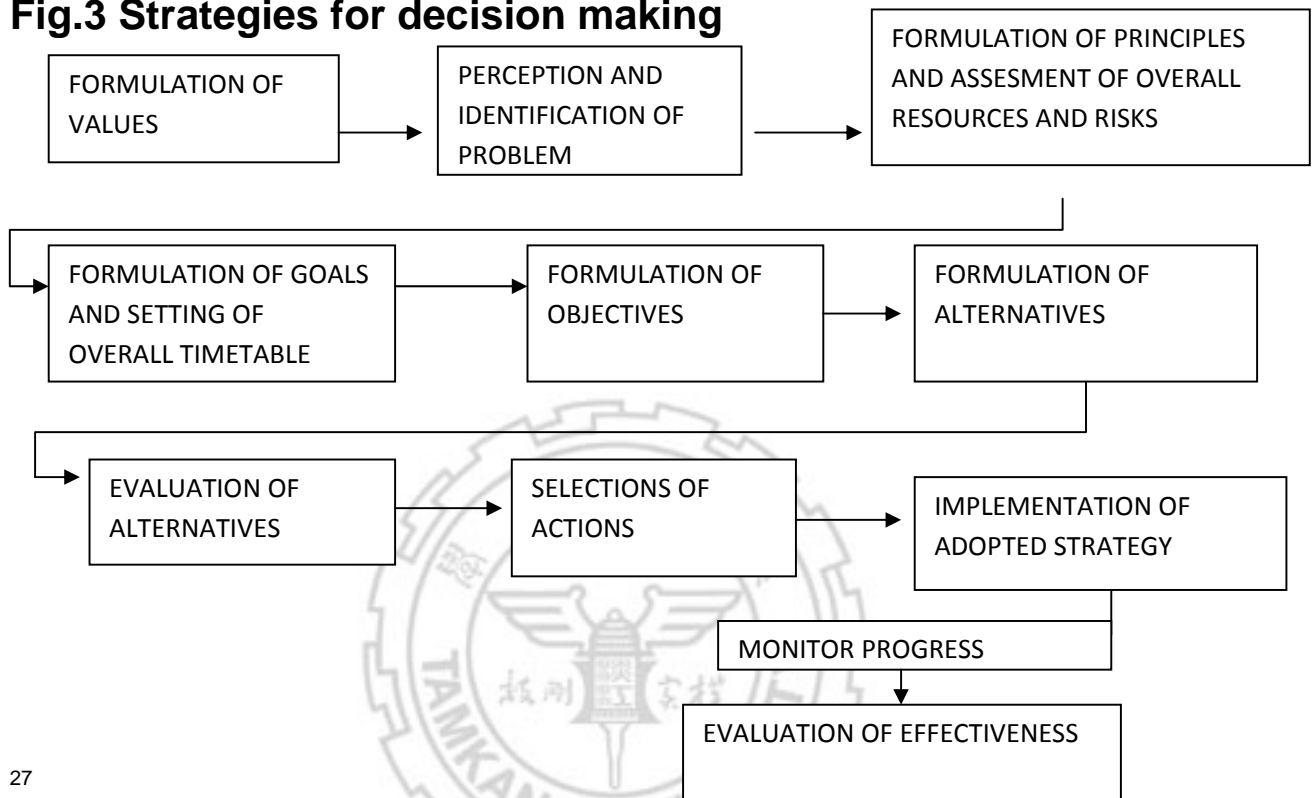 Fig.3 Strategies for decision making
FORMULATION OF
VALUES
PERCEPTION AND
IDENTIFICATION OF
PROBLEM
FORMULATION OF PRINCIPLES
AND ASSESMENT OF OVERALL
RESOURCES AND RISKS
FORMULATION OF GOALS
AND SETTING OF
OVERALL TIMETABLE
FORMULATION OF
OBJECTIVES
FORMULATION OF
ALTERNATIVES
EVALUATION OF
ALTERNATIVES
SELECTIONS OF
ACTIONS
IMPLEMENTATION OF
ADOPTED STRATEGY
MONITOR PROGRESS
EVALUATION OF EFFECTIVENESS
TAMKAN
27